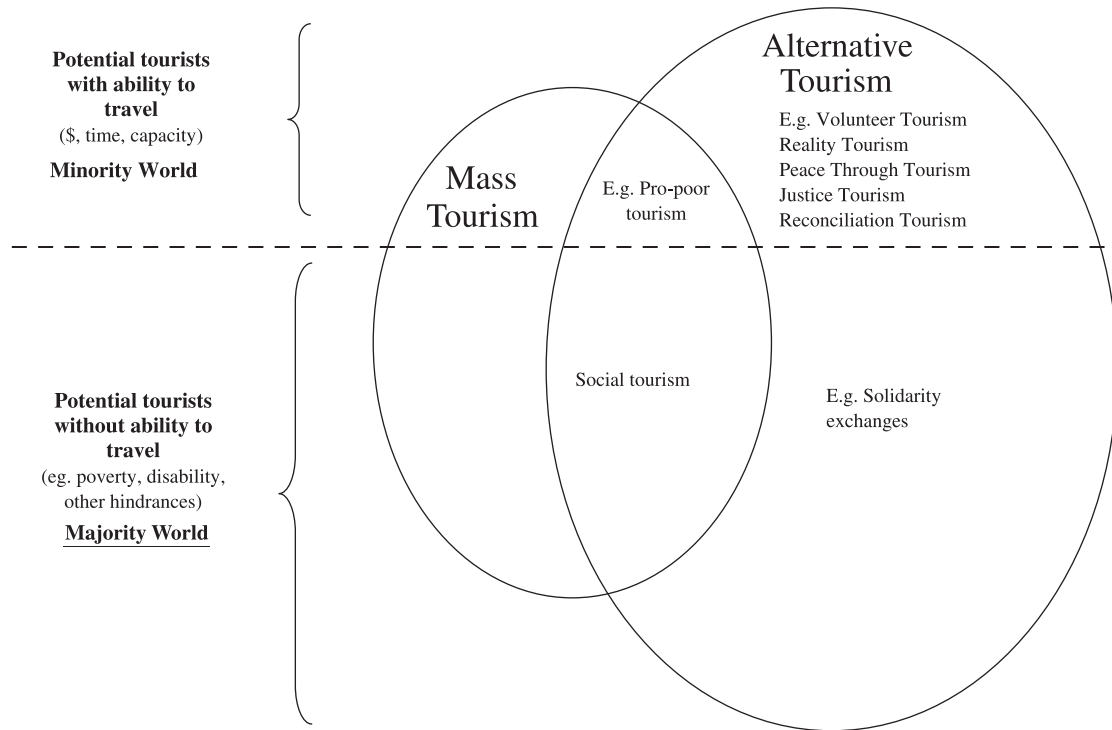 Potential tourists
with ability to
travel
($, time, capacity)
Minority World
Mass
Tourism
E.g. Pro-poor
tourism
Alternative
Tourism
E.g. Volunteer Tourism
Reality Tourism
Peace Through Tourism
Justice Tourism
Reconciliation Tourism
Potential tourists
without ability to
travel
(eg. poverty, disability,
other hindrances)
Majority World
Social tourism
E.g. Solidarity
exchanges